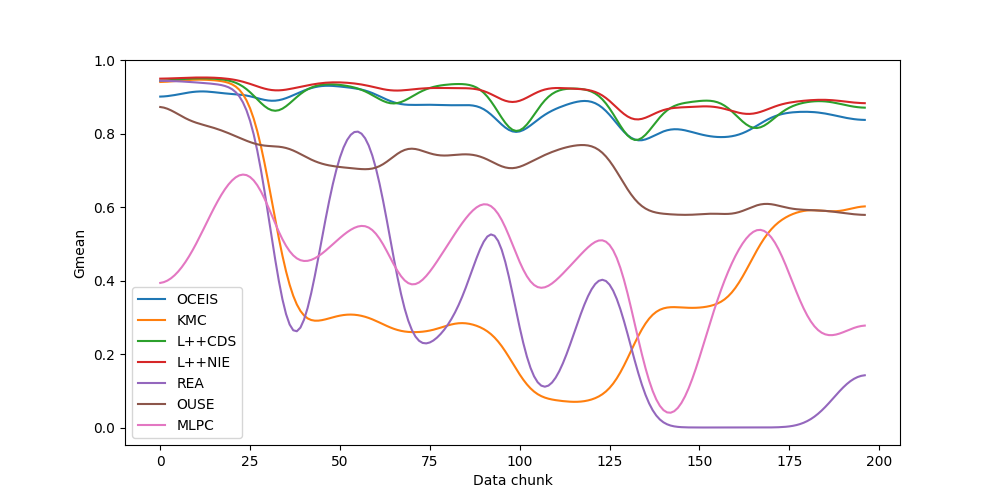 1.0
0.8
0.6
0.4
0.2
0.0
Gmean
OCEIS
KMC
L++CDS
L++NIE
REA
OUSE
MLPC
0 25 50 75 100 125 150 175 200
Data chunk